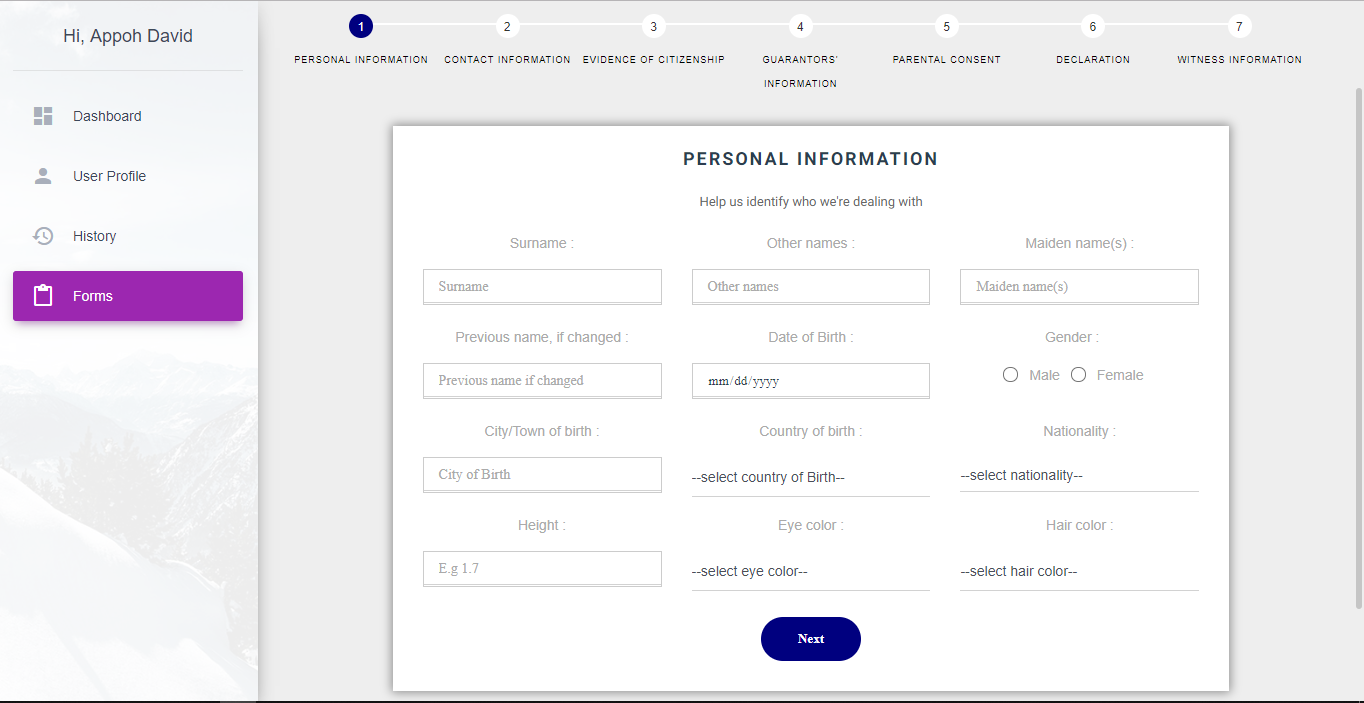 Hi, Appoh David
Dashboard
User Profile
History
Forms
1 2 3 4 5 6 7
PERSONAL INFORMATION CONTACT INFORMATION EVIDENCE OF CITIZENSHIP GUARANTORS' PARENTAL CONSENT DECLARATION WITNESS INFORMATION
INFORMATION
PERSONAL INFORMATION
Help us identify who we're dealing with
Surname : Other names : Maiden name(s) :
Surname Other names Maiden name(s)
Previous name, if changed : Date of Birth : Gender :
Previous name if changed mm/dd/yyyy Male Female
City/Town of birth : Country of birth : Nationality :
City of Birth --select country of Birth-- --select nationality--
Height : Eye color : Hair color :
E.g 1.7 --select eye color-- --select hair color--
Next